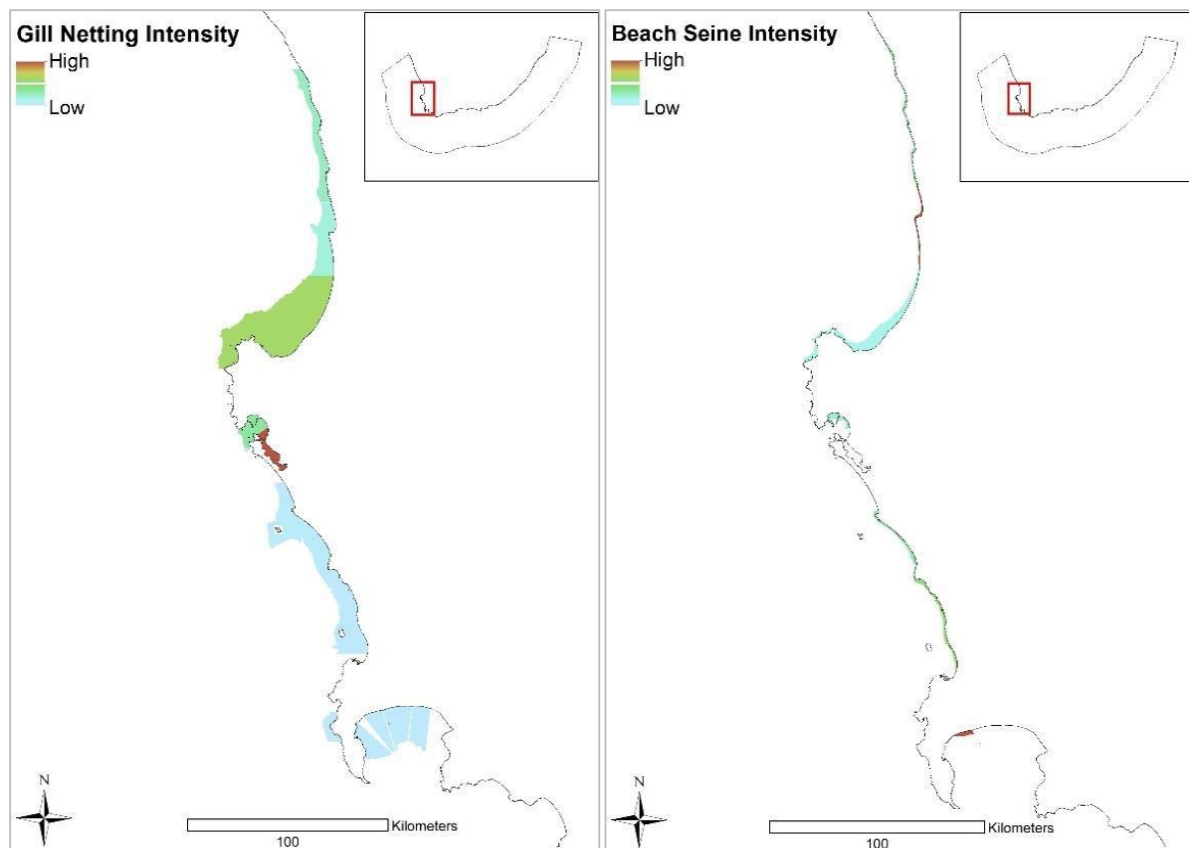 Gill Netting Intensity
High
Low
N
Kilometers
100
Beach Seine Intensity
High
Low
N
Kilometers
100